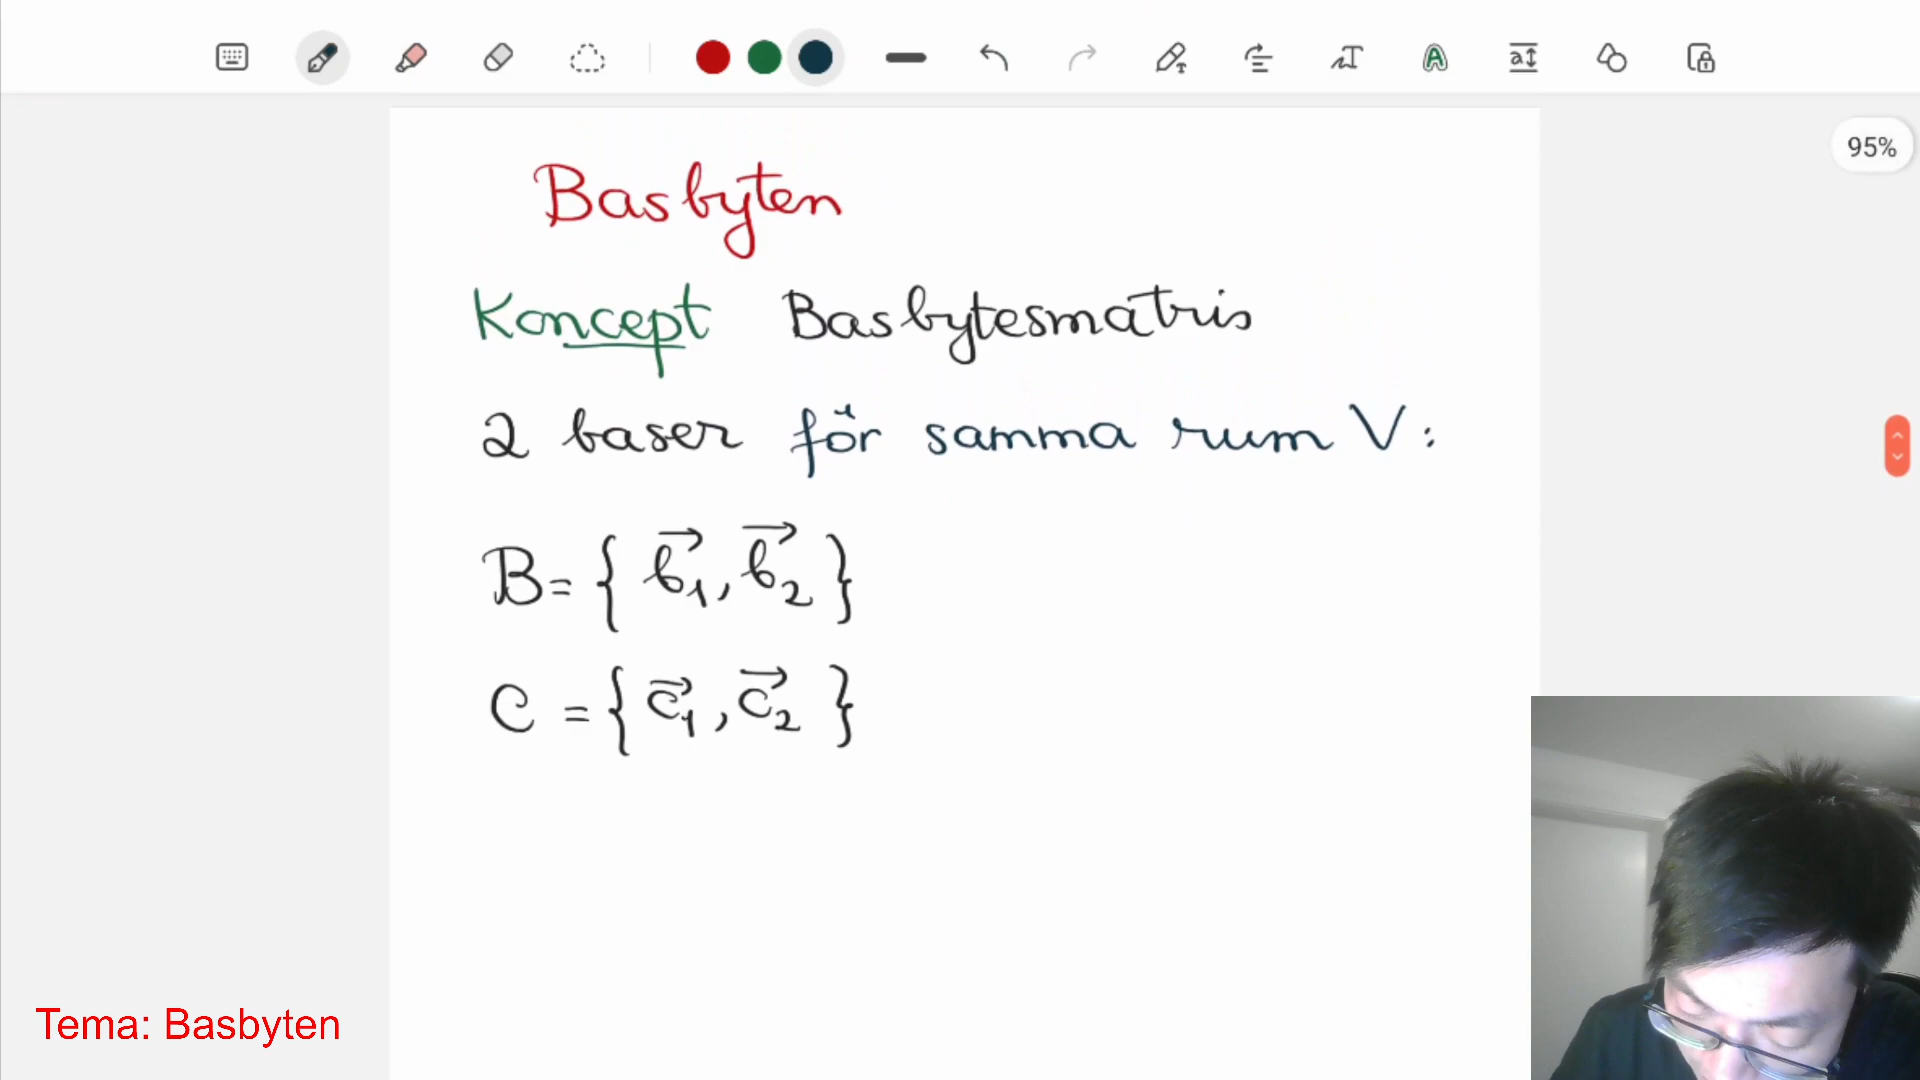 95%
Basbyten
Koncept Basbytesmatris
2 baser för samma rum V:
B = { b⃗₁, b⃗₂ }
C = { c⃗₁, c⃗₂ }
Tema: Basbyten